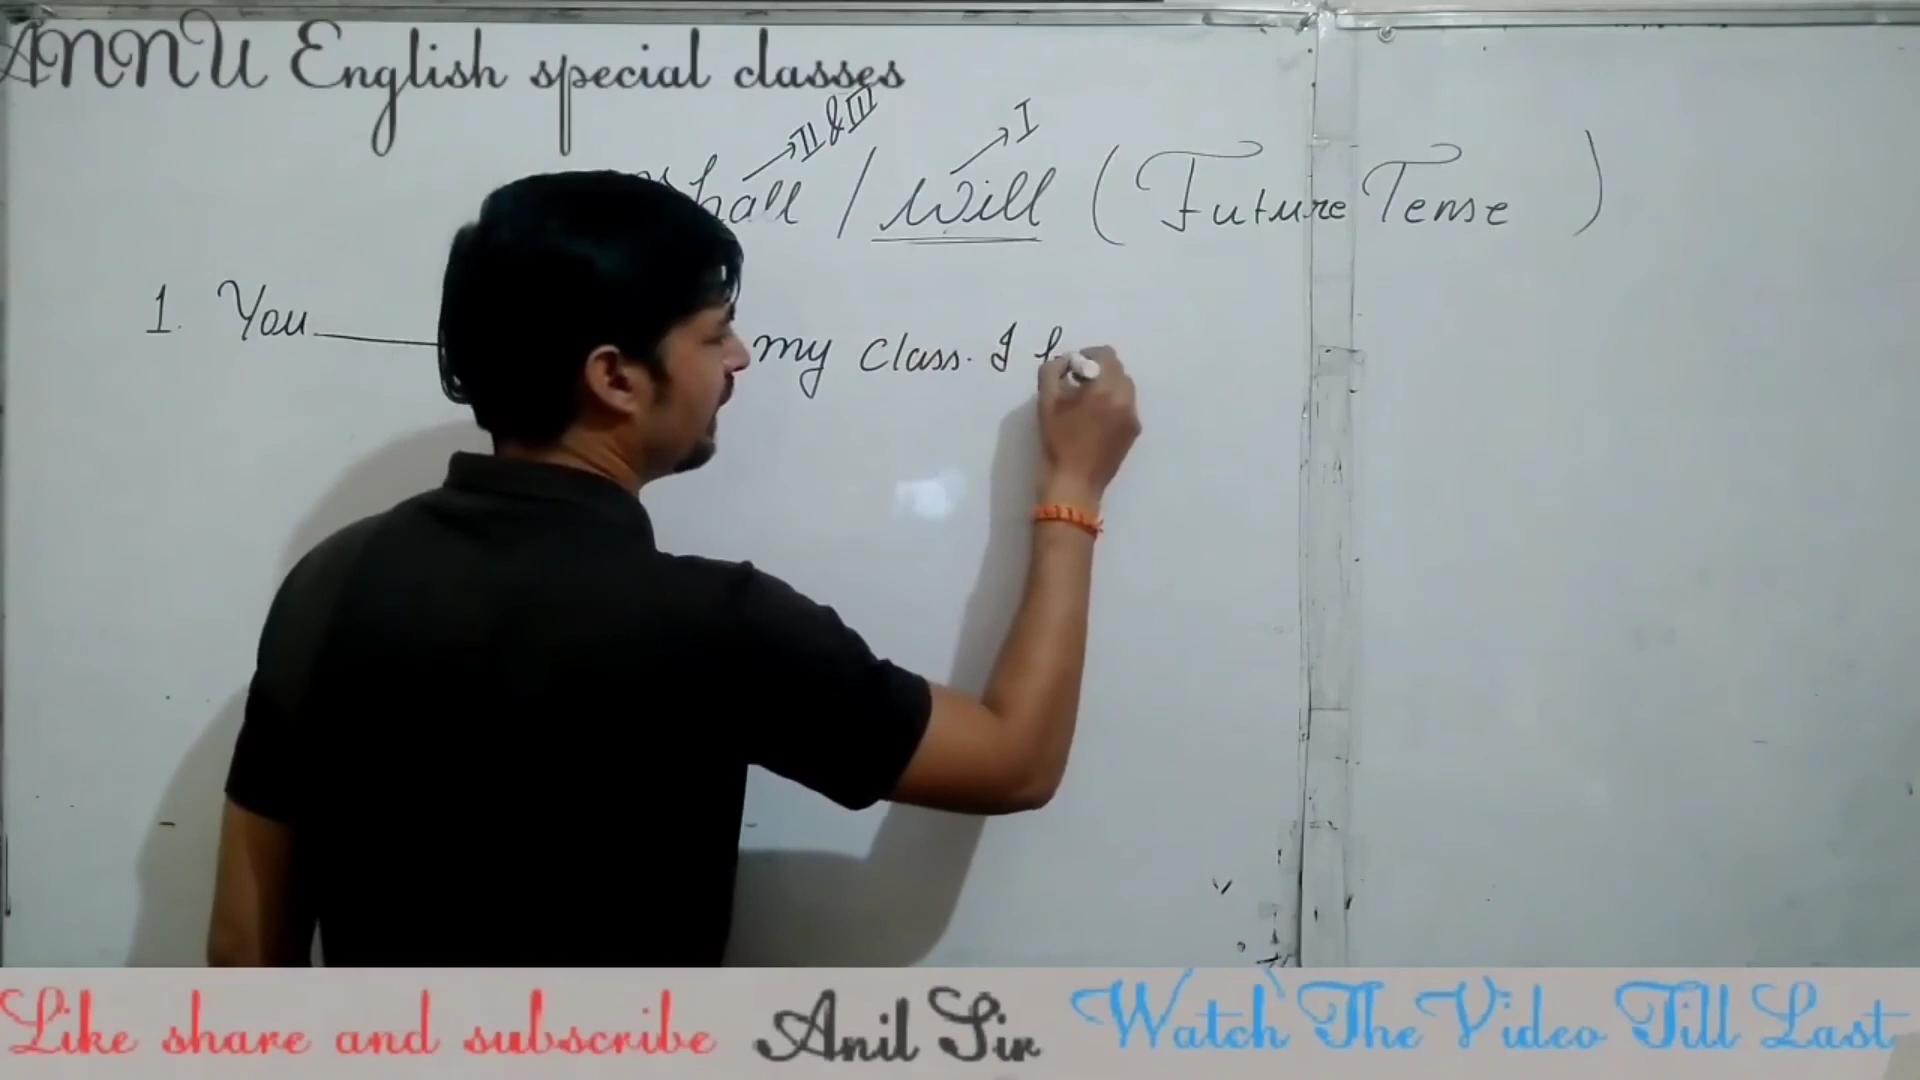 ANNU English special classes
II & III I
shall / Will ( Future Tense )
1. You my class. I
Like share and subscribe Anil Sir Watch The Video Till Last